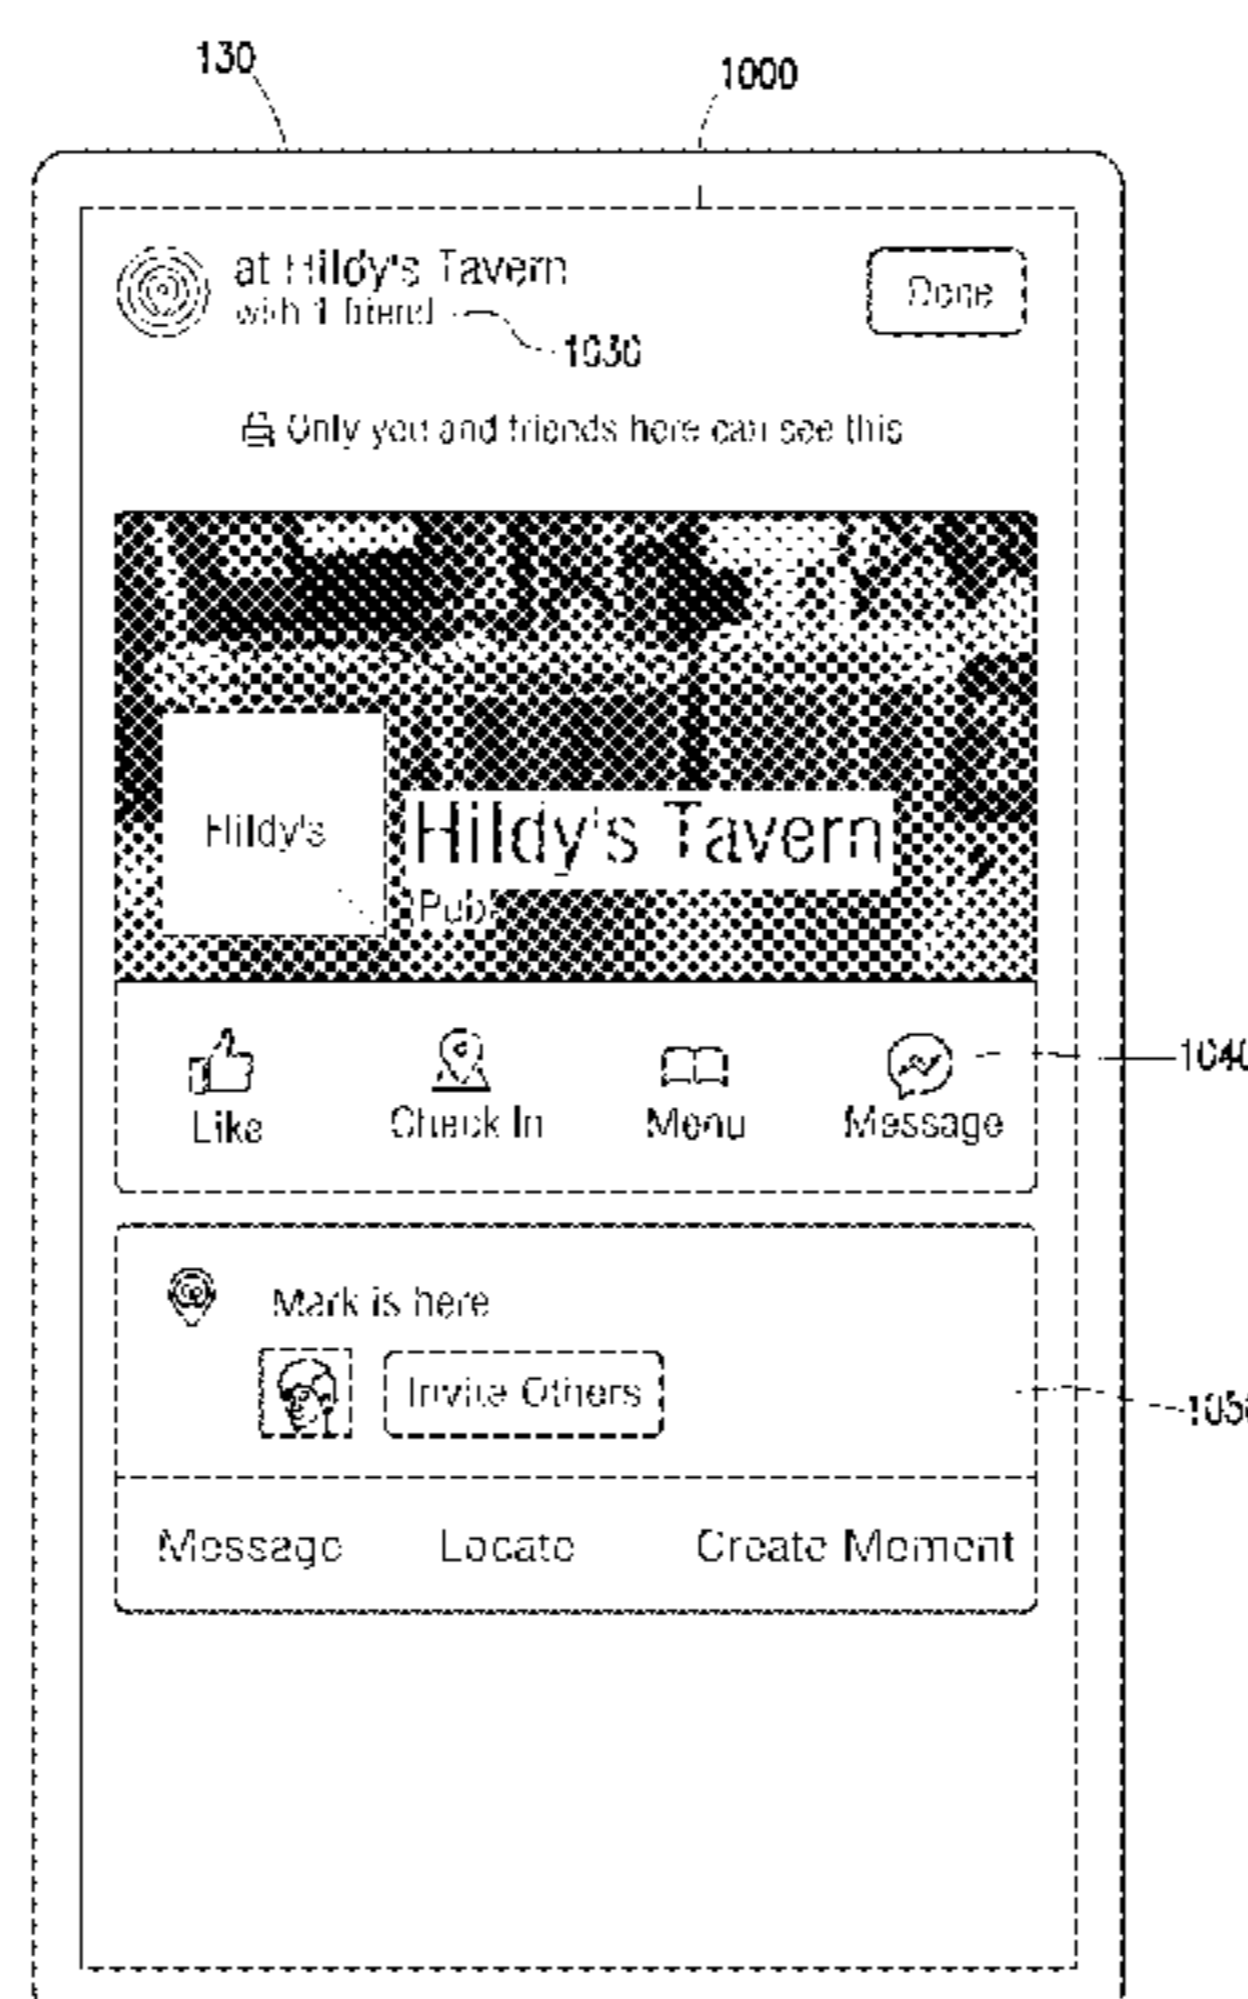 130
1000
at Hildy's Tavern
Done
with 1 friend
1030
Only you and friends here can see this
Hildy's
Hildy's Tavern
Pub
1040
Like
Check In
Menu
Message
Mark is here
Invite Others
Message
Locate
Create Moment